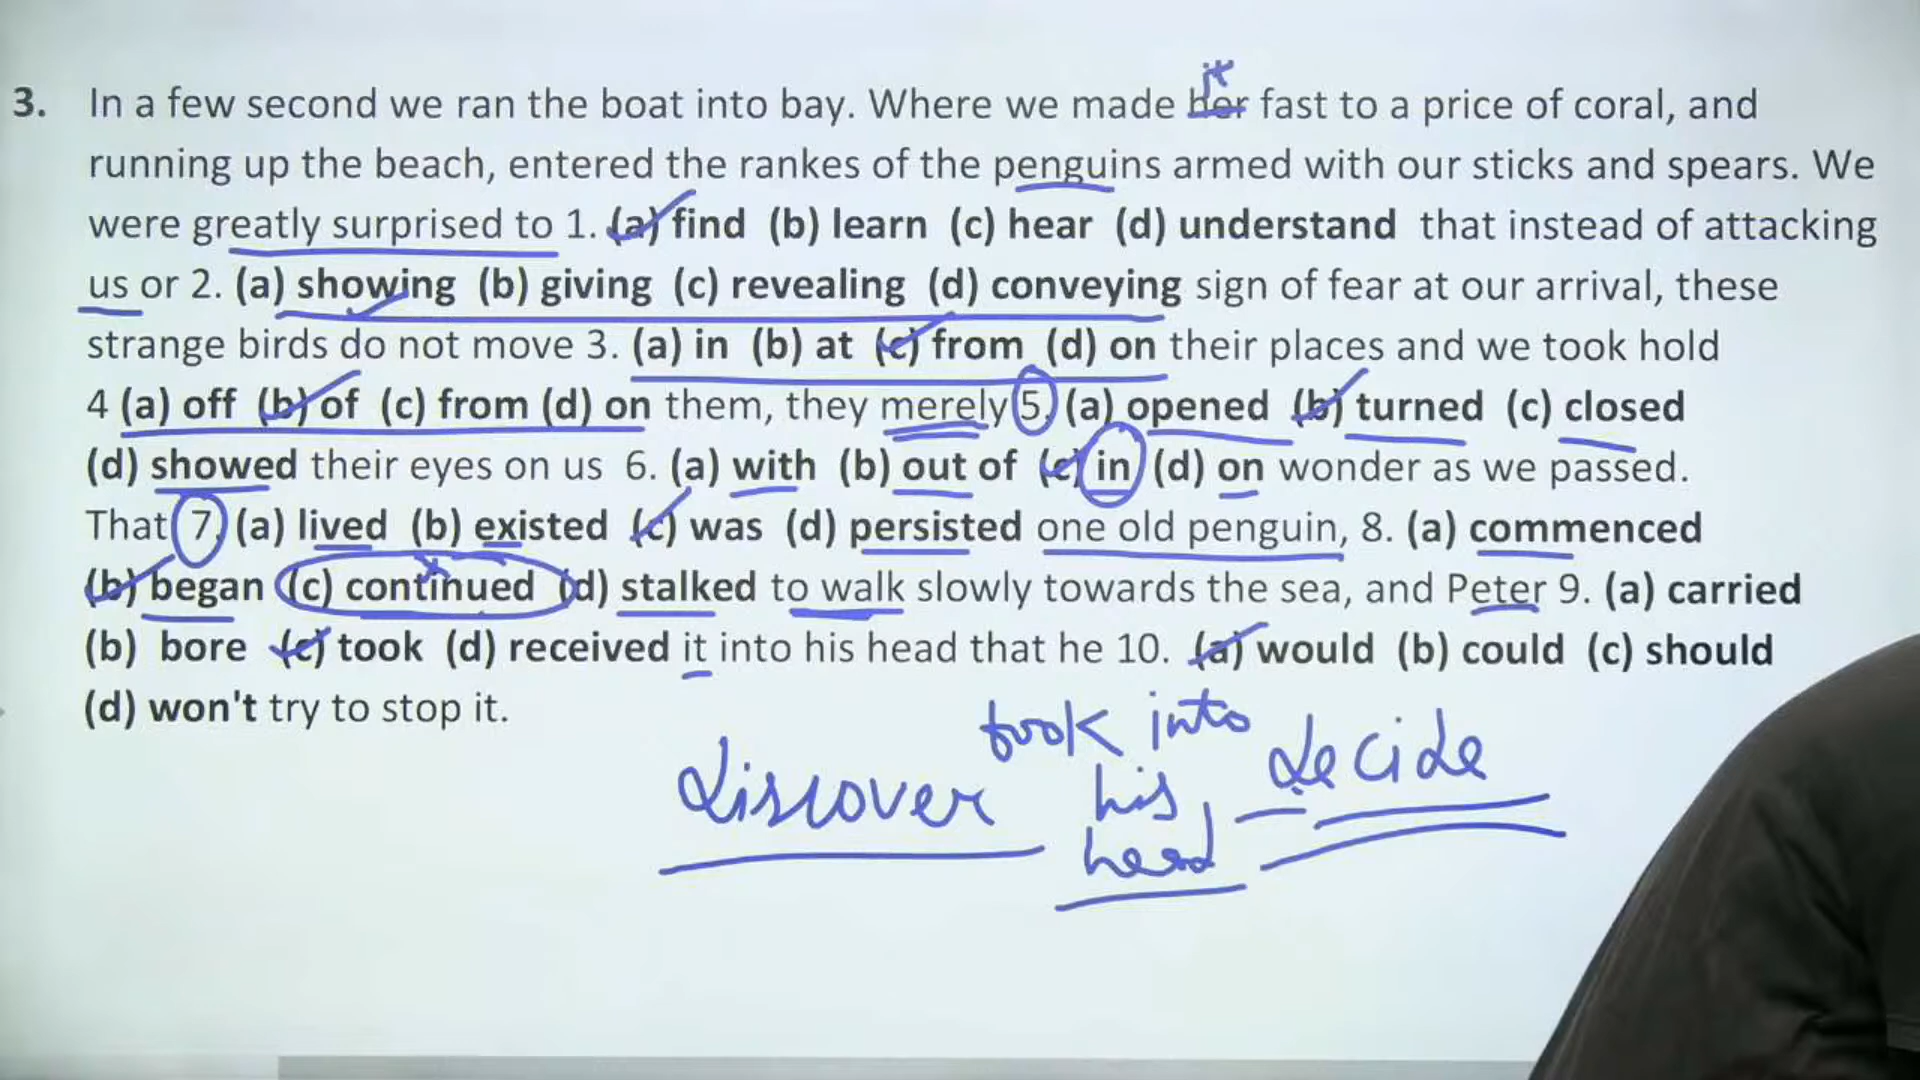 it
3. In a few second we ran the boat into bay. Where we made her fast to a price of coral, and
running up the beach, entered the rankes of the penguins armed with our sticks and spears. We
were greatly surprised to 1. (a) find (b) learn (c) hear (d) understand that instead of attacking
us or 2. (a) showing (b) giving (c) revealing (d) conveying sign of fear at our arrival, these
strange birds do not move 3. (a) in (b) at (c) from (d) on their places and we took hold
4 (a) off (b) of (c) from (d) on them, they merely 5. (a) opened (b) turned (c) closed
(d) showed their eyes on us 6. (a) with (b) out of (c) in (d) on wonder as we passed.
That 7. (a) lived (b) existed (c) was (d) persisted one old penguin, 8. (a) commenced
(b) began (c) continued (d) stalked to walk slowly towards the sea, and Peter 9. (a) carried
(b) bore (c) took (d) received it into his head that he 10. (a) would (b) could (c) should
(d) won't try to stop it.
took into
his
head
discover
decide